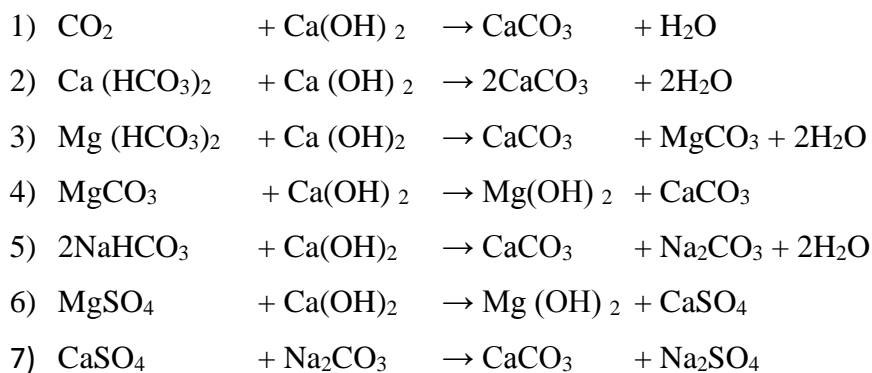 1) CO₂ + Ca(OH) ₂ → CaCO₃ + H₂O
2) Ca (HCO₃)₂ + Ca (OH) ₂ → 2CaCO₃ + 2H₂O
3) Mg (HCO₃)₂ + Ca (OH)₂ → CaCO₃ + MgCO₃ + 2H₂O
4) MgCO₃ + Ca(OH) ₂ → Mg(OH) ₂ + CaCO₃
5) 2NaHCO₃ + Ca(OH)₂ → CaCO₃ + Na₂CO₃ + 2H₂O
6) MgSO₄ + Ca(OH)₂ → Mg (OH) ₂ + CaSO₄
7) CaSO₄ + Na₂CO₃ → CaCO₃ + Na₂SO₄